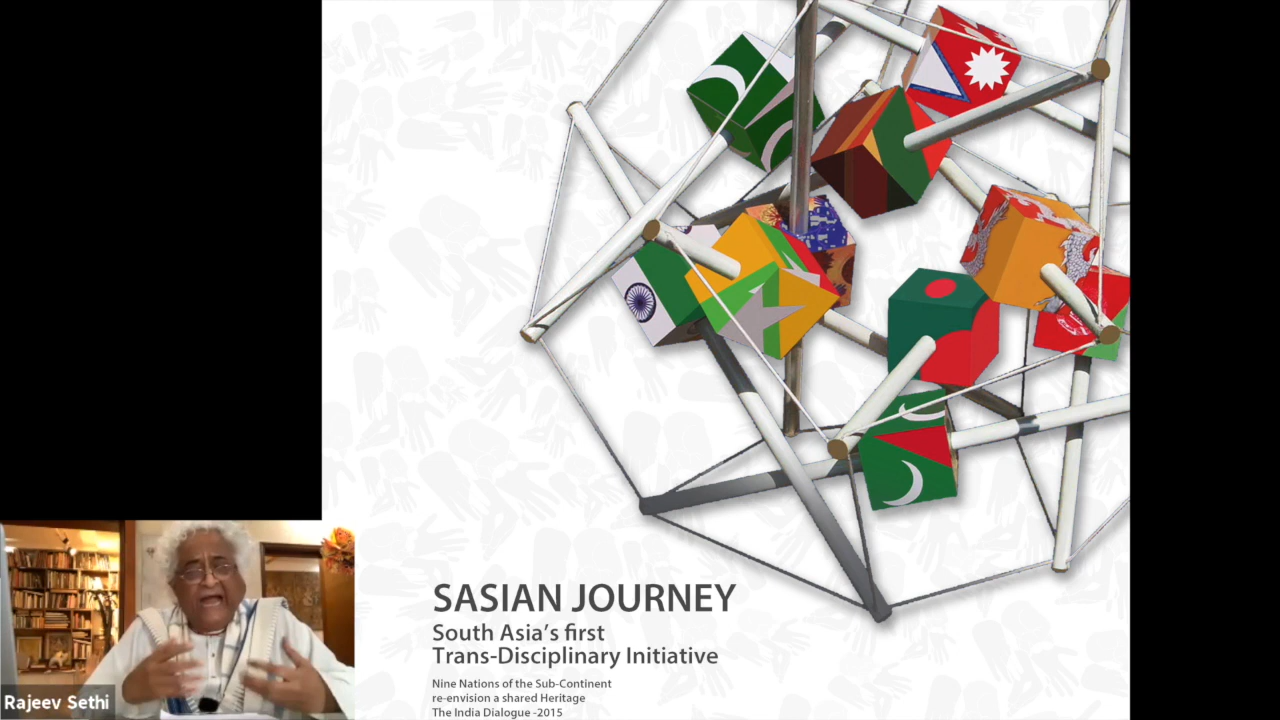 SASIAN JOURNEY
South Asia's first
Trans-Disciplinary Initiative
Nine Nations of the Sub-Continent
re-envision a shared Heritage
The India Dialogue -2015
Rajeev Sethi